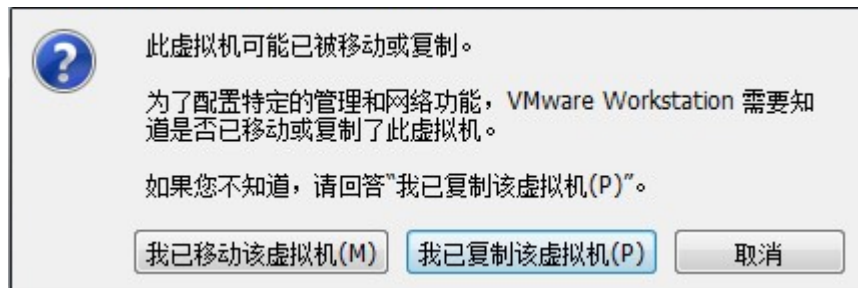 此虚拟机可能已被移动或复制。
为了配置特定的管理和网络功能，VMware Workstation 需要知
道是否已移动或复制了此虚拟机。
如果您不知道，请回答“我已复制该虚拟机(P)”。
我已移动该虚拟机(M) 我已复制该虚拟机(P) 取消